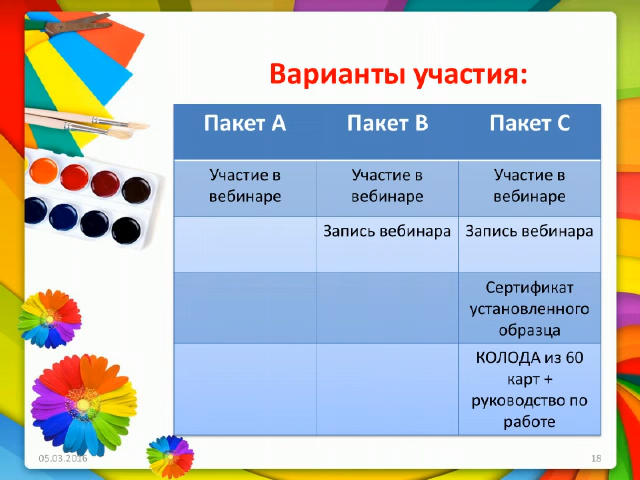 Варианты участия:
Пакет А Пакет В Пакет С
Участие в Участие в Участие в
вебинаре вебинаре вебинаре
Запись вебинара Запись вебинара
Сертификат
установленного
образца
КОЛОДА из 60
карт +
руководство по
работе
05.03.2016 18